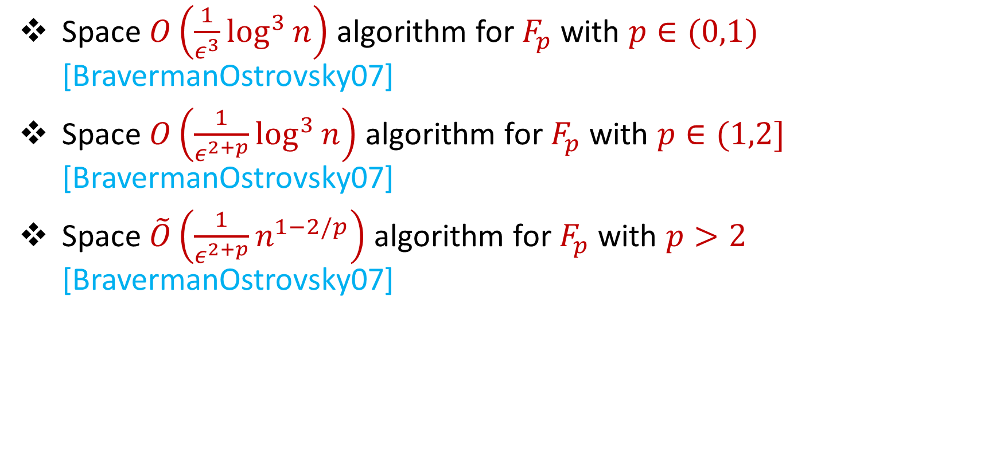 ❖ Space $O\left(\frac{1}{\epsilon^3}\log^3 n\right)$ algorithm for $F_p$ with $p \in (0,1)$
[BravermanOstrovsky07]
❖ Space $O\left(\frac{1}{\epsilon^{2+p}}\log^3 n\right)$ algorithm for $F_p$ with $p \in (1,2]$
[BravermanOstrovsky07]
❖ Space $\tilde{O}\left(\frac{1}{\epsilon^{2+p}}n^{1-2/p}\right)$ algorithm for $F_p$ with $p > 2$
[BravermanOstrovsky07]